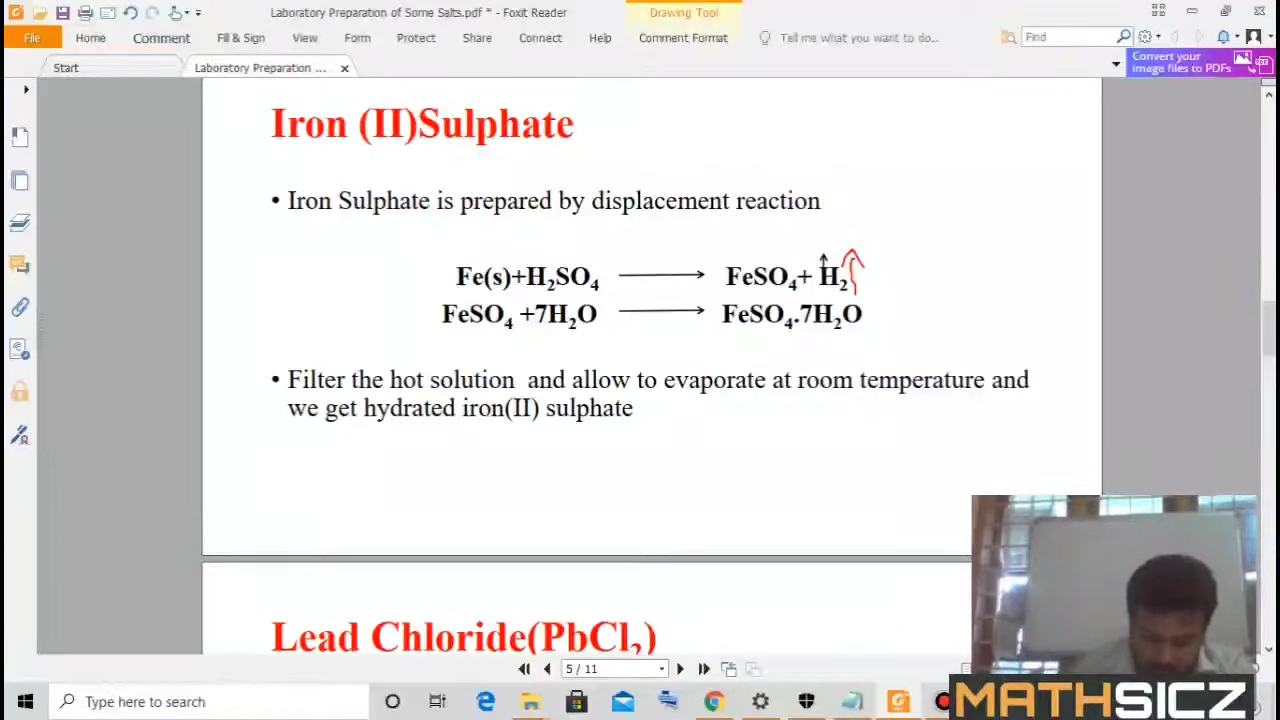 Laboratory Preparation of Some Salts.pdf * - Foxit Reader
Drawing Tool
File Home Comment Fill & Sign View Form Protect Share Connect Help Comment Format Tell me what you want to do... Find
Start
Laboratory Preparation ...
Convert your
image files to PDFs
Iron (II)Sulphate
• Iron Sulphate is prepared by displacement reaction
Fe(s)+H₂SO₄ ⟶ FeSO₄+ H₂↑
FeSO₄ +7H₂O ⟶ FeSO₄.7H₂O
• Filter the hot solution and allow to evaporate at room temperature and
we get hydrated iron(II) sulphate
Lead Chloride(PbCl₂)
5 / 11
Type here to search
MATHSICZ